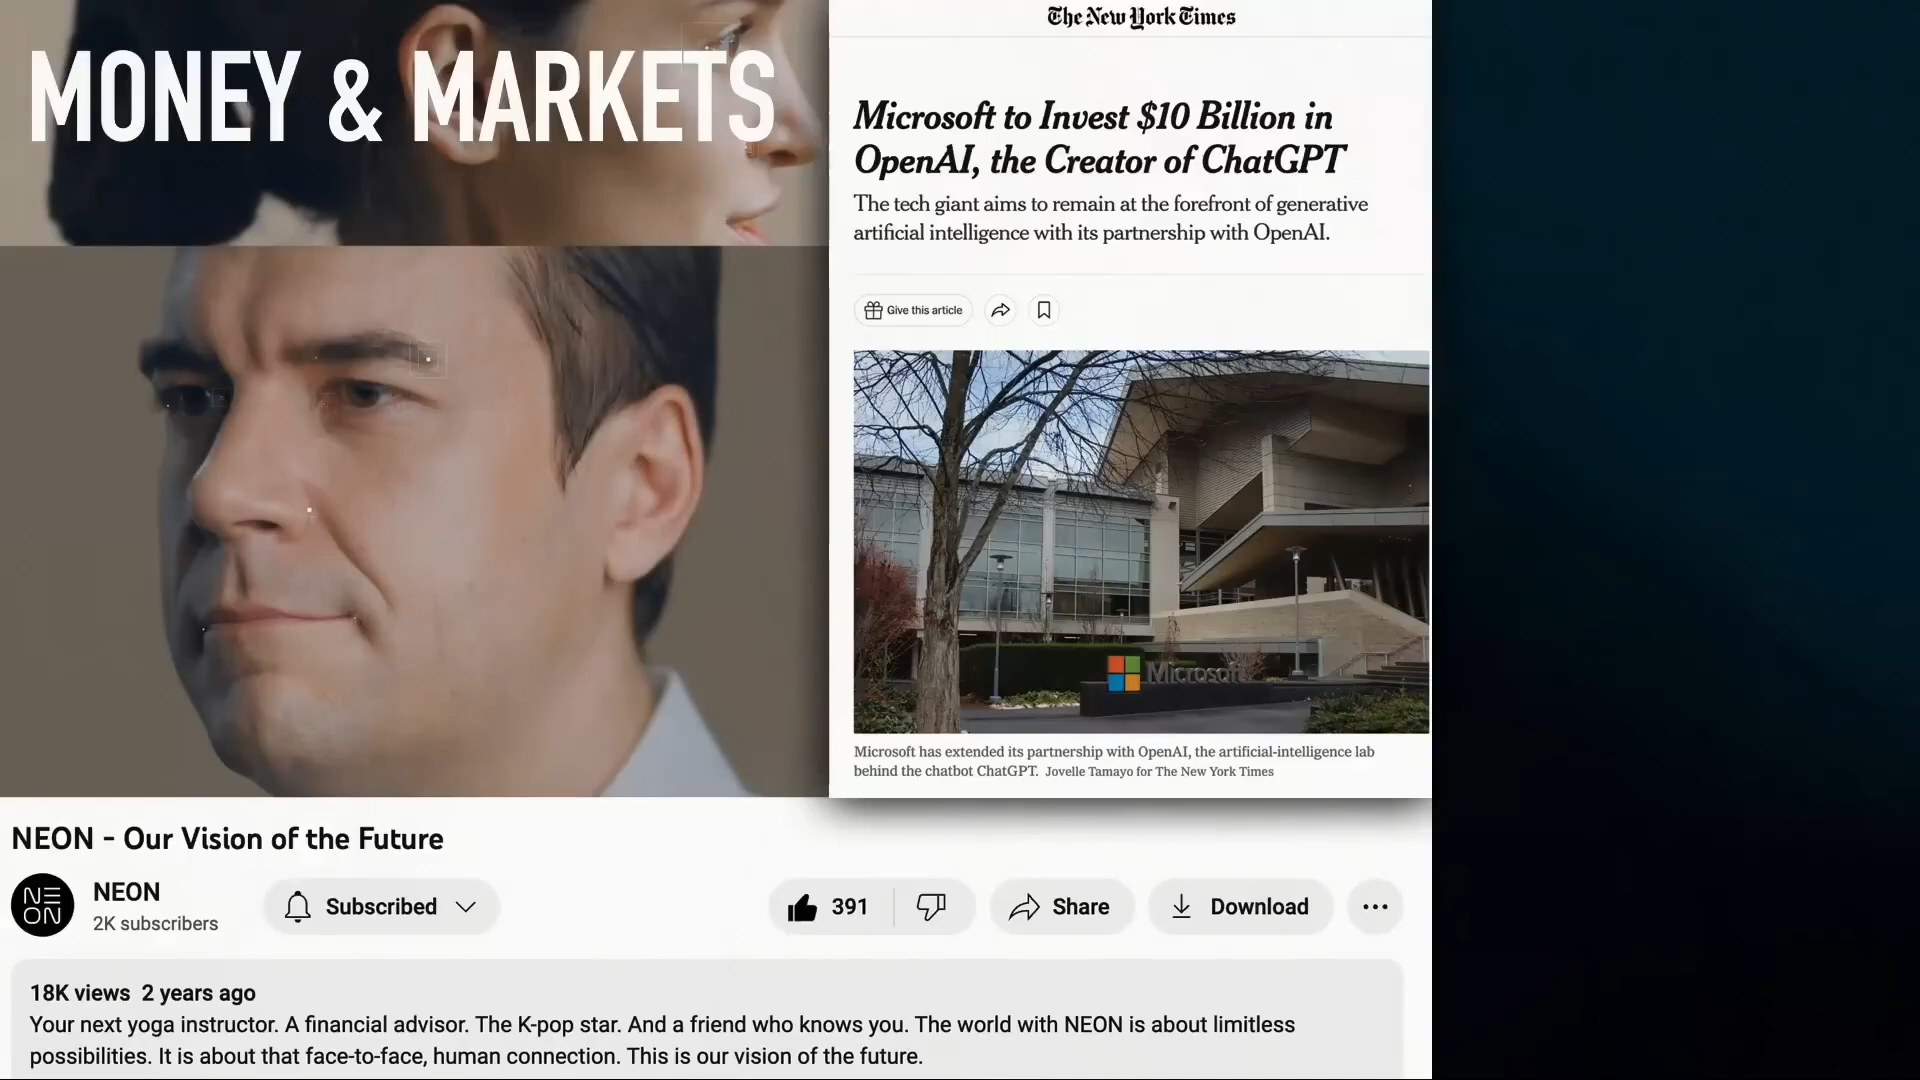 MONEY & MARKETS
The New York Times
Microsoft to Invest $10 Billion in
OpenAI, the Creator of ChatGPT
The tech giant aims to remain at the forefront of generative
artificial intelligence with its partnership with OpenAI.
Give this article
Microsoft
Microsoft has extended its partnership with OpenAI, the artificial-intelligence lab
behind the chatbot ChatGPT. Jovelle Tamayo for The New York Times
NEON - Our Vision of the Future
NE
ON
NEON
2K subscribers
Subscribed
391
Share
Download
18K views 2 years ago
Your next yoga instructor. A financial advisor. The K-pop star. And a friend who knows you. The world with NEON is about limitless
possibilities. It is about that face-to-face, human connection. This is our vision of the future.